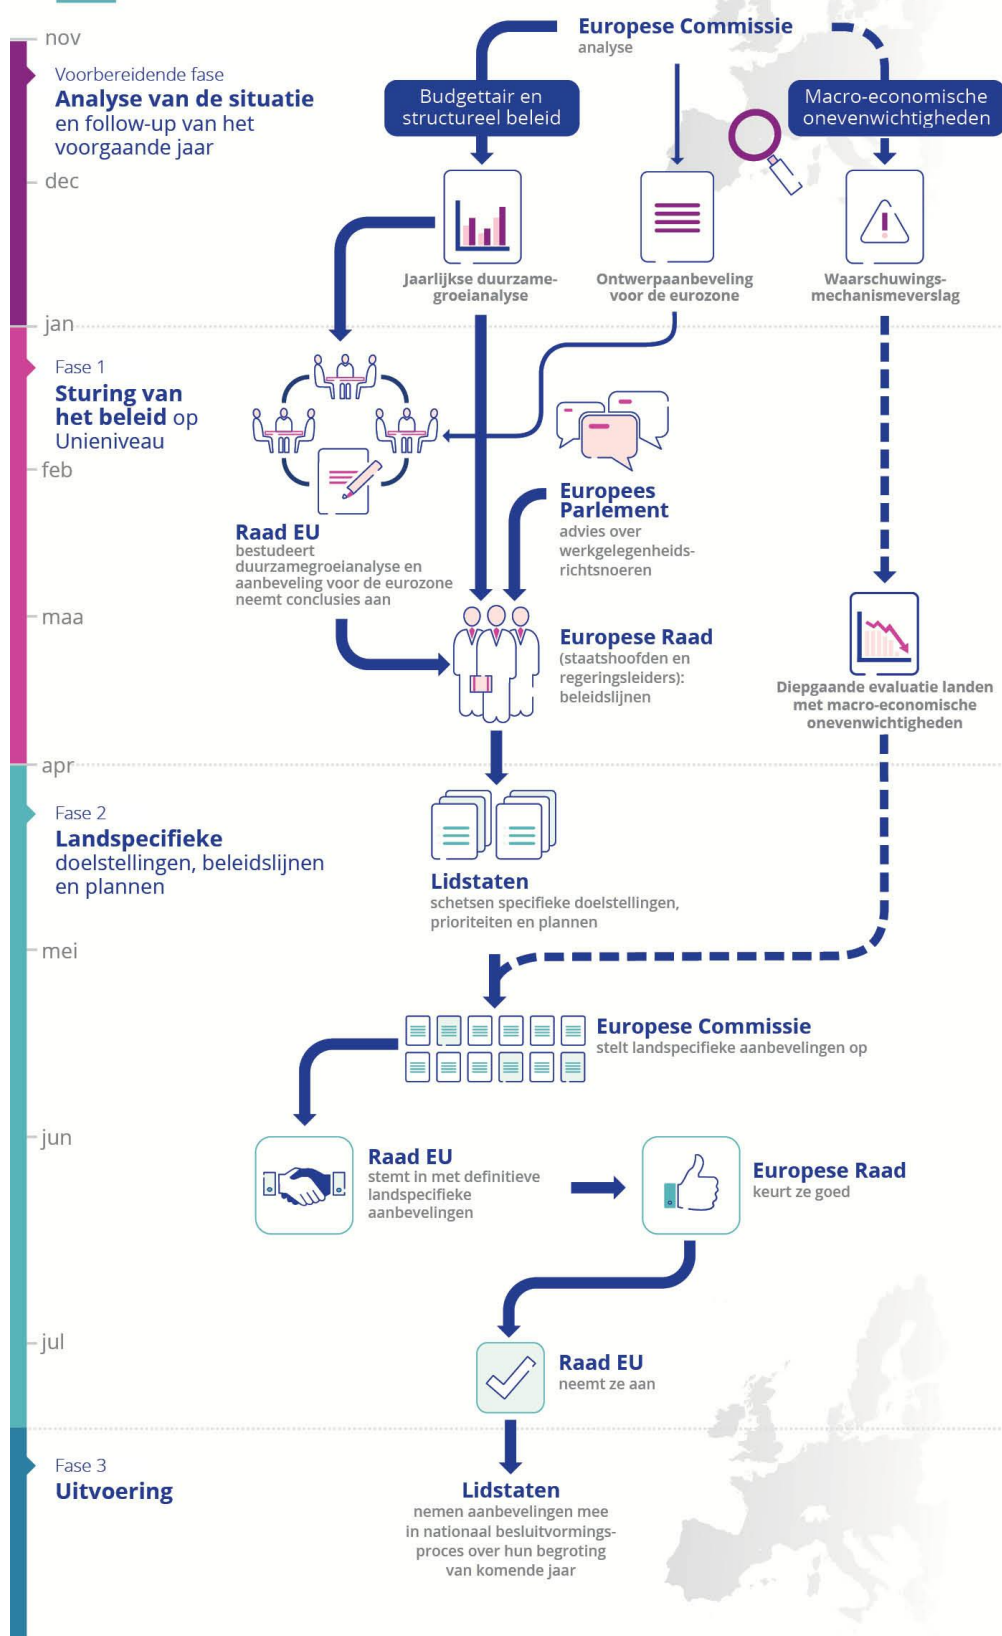 nov
Voorbereidende fase
Analyse van de situatie
en follow-up van het
voorgaande jaar
dec
Europese Commissie
analyse
Budgettair en
structureel beleid
Macro-economische
onevenwichtigheden
Jaarlijkse duurzame-
groeianalyse
Ontwerpaanbeveling
voor de eurozone
Waarschuwings-
mechanismeverslag
jan
Fase 1
Sturing van
het beleid op
Unieniveau
feb
Raad EU
bestudeert
duurzamegroeianalyse en
aanbeveling voor de eurozone
neemt conclusies aan
Europees
Parlement
advies over
werkgelegenheids-
richtsnoeren
maa
Europese Raad
(staatshoofden en
regeringsleiders):
beleidslijnen
Diepgaande evaluatie landen
met macro-economische
onevenwichtigheden
apr
Fase 2
Landspecifieke
doelstellingen, beleidslijnen
en plannen
Lidstaten
schetsen specifieke doelstellingen,
prioriteiten en plannen
mei
Europese Commissie
stelt landspecifieke aanbevelingen op
jun
Raad EU
stemt in met definitieve
landspecifieke
aanbevelingen
Europese Raad
keurt ze goed
jul
Raad EU
neemt ze aan
Fase 3
Uitvoering
Lidstaten
nemen aanbevelingen mee
in nationaal besluitvormings-
proces over hun begroting
van komende jaar